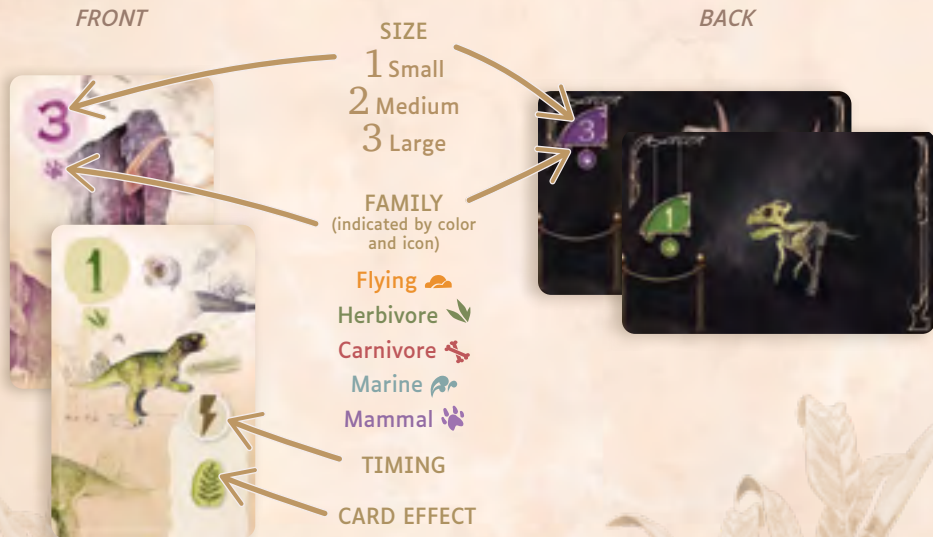 FRONT
BACK
SIZE
1 Small
2 Medium
3 Large
3
3
FAMILY
(indicated by color
and icon)
1
1
Flying
Herbivore
Carnivore
Marine
Mammal
TIMING
CARD EFFECT